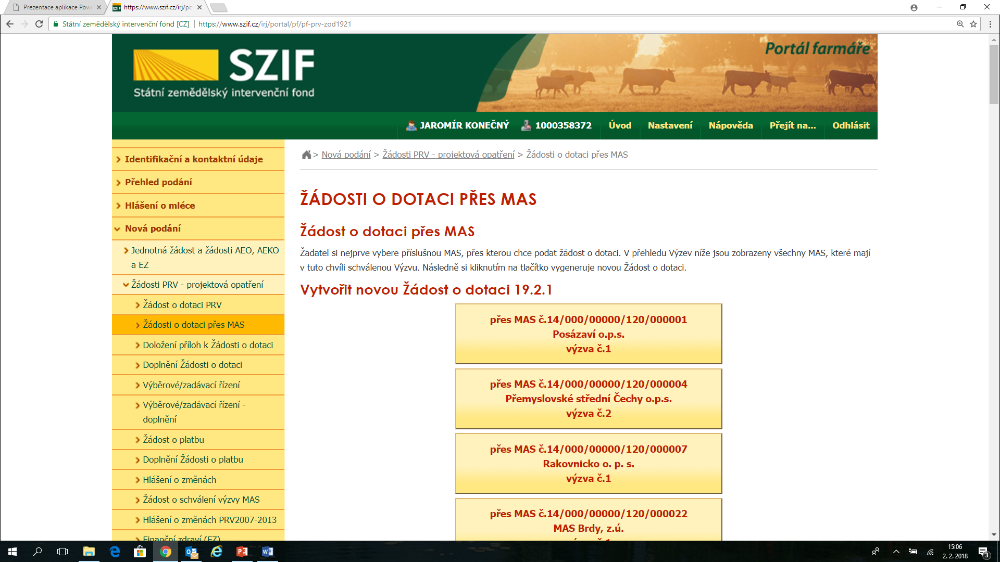 Prezentace aplikace Pow
https://www.szif.cz/irj/po
Státní zemědělský intervenční fond [CZ]
https://www.szif.cz/irj/portal/pf/pf-prv-zod1921
SZIF
SZIF
Státní zemědělský intervenční fond
Portál farmáře
JAROMÍR KONEČNÝ
1000358372
Úvod
Nastavení
Nápověda
Přejít na...
Odhlásit
Identifikační a kontaktní údaje
Přehled podání
Hlášení o mléce
Nová podání
Jednotná žádost a žádosti AEO, AEKO
a EZ
Žádosti PRV - projektová opatření
Žádost o dotaci PRV
Žádosti o dotaci přes MAS
Doložení příloh k Žádosti o dotaci
Doplnění Žádosti o dotaci
Výběrové/zadávací řízení
Výběrové/zadávací řízení -
doplnění
Žádost o platbu
Doplnění Žádosti o platbu
Hlášení o změnách
Žádost o schválení výzvy MAS
Hlášení o změnách PRV2007-2013
Finanční zdraví (FZ)
> Nová podání > Žádosti PRV - projektová opatření > Žádosti o dotaci přes MAS
ŽÁDOSTI O DOTACI PŘES MAS
Žádost o dotaci přes MAS
Žadatel si nejprve vybere příslušnou MAS, přes kterou chce podat žádost o dotaci. V přehledu Výzev níže jsou zobrazeny všechny MAS, které mají
v tuto chvíli schválenou Výzvu. Následně si kliknutím na tlačítko vygeneruje novou Žádost o dotaci.
Vytvořit novou Žádost o dotaci 19.2.1
přes MAS č.14/000/00000/120/000001
Posázaví o.p.s.
výzva č.1
přes MAS č.14/000/00000/120/000004
Přemyslovské střední Čechy o.p.s.
výzva č.2
přes MAS č.14/000/00000/120/000007
Rakovnicko o. p. s.
výzva č.1
přes MAS č.14/000/00000/120/000022
MAS Brdy, z.ú.
15:06
2. 2. 2018
3